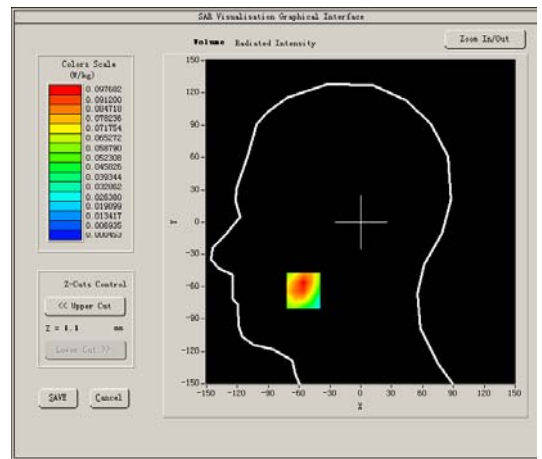 SAR Visualisation Graphical Interface
Volume Radiated Intensity
Zoom In/Out
Colors Scale
(W/kg)
0.097682
0.091200
0.084718
0.078236
0.071754
0.065272
0.058790
0.052308
0.045826
0.039344
0.032862
0.026380
0.019899
0.013417
0.006935
0.000453
Z-Cuts Control
<< Upper Cut
Z = 1.1 mm
Lower Cut >>
SAVE
Cancel
150
120
90
60
30
0
-30
-60
-90
-120
-150
Y
-150 -120 -90 -60 -30 0 30 60 90 120 150
X